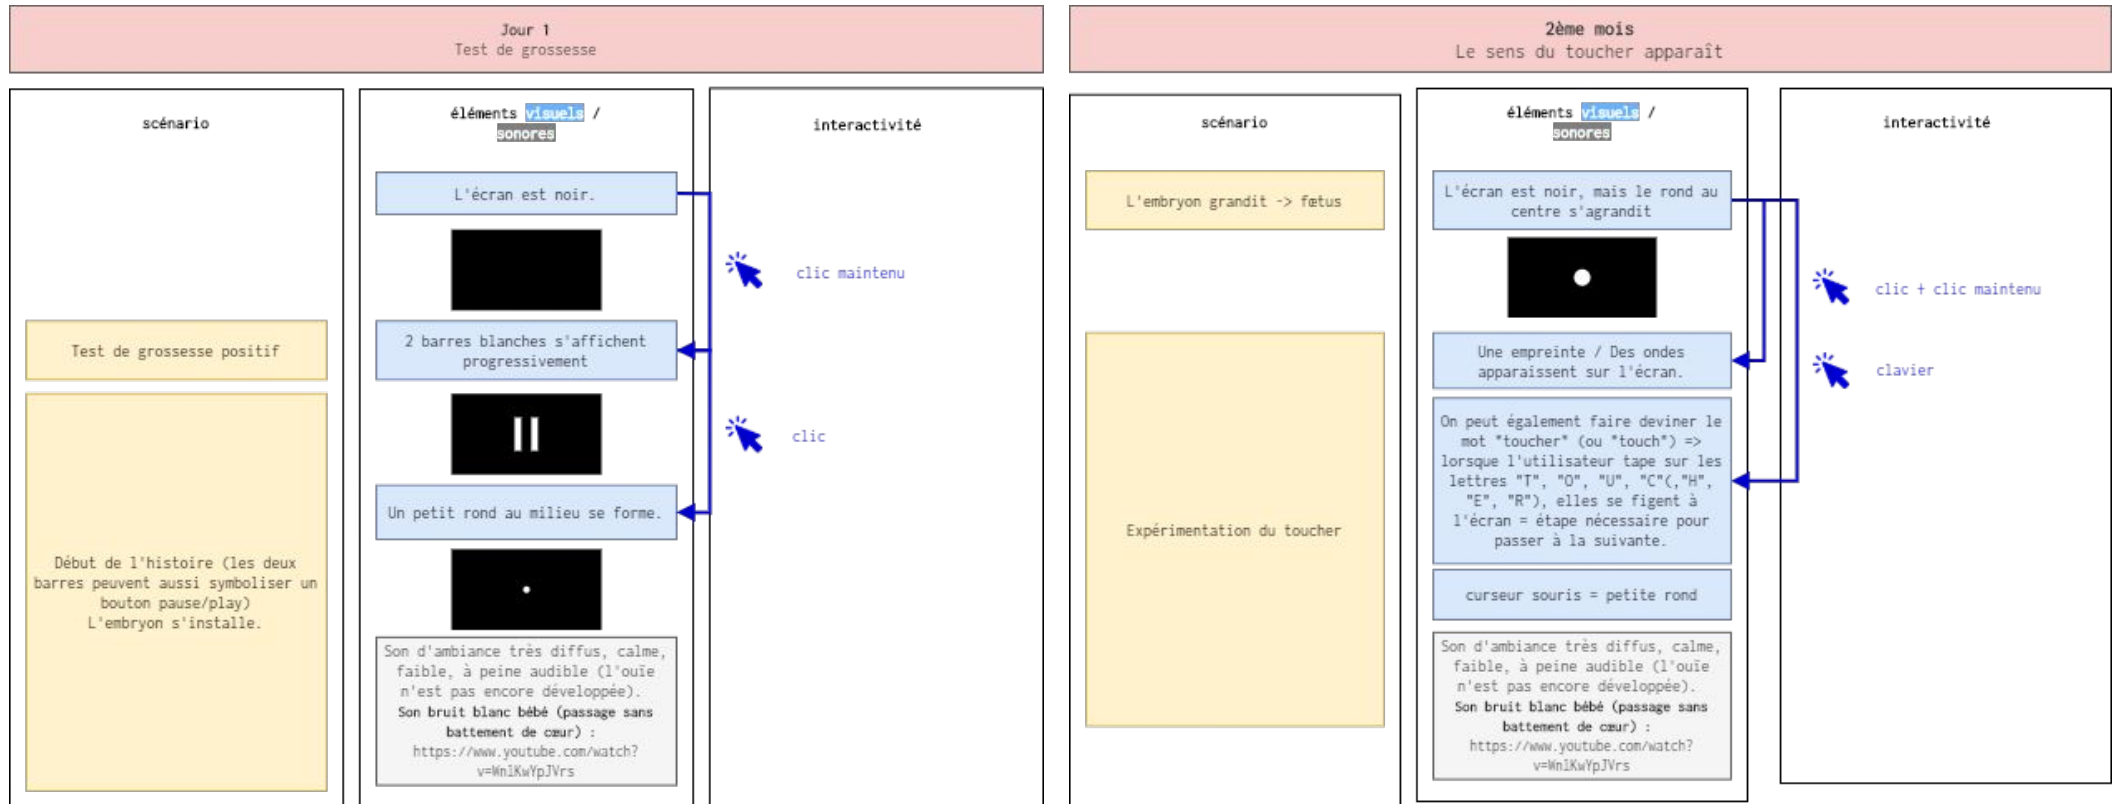 Jour 1
Test de grossesse
scénario
Test de grossesse positif
Début de l'histoire (les deux
barres peuvent aussi symboliser un
bouton pause/play)
L'embryon s'installe.
éléments visuels /
sonores
L'écran est noir.
2 barres blanches s'affichent
progressivement
Un petit rond au milieu se forme.
Son d'ambiance très diffus, calme,
faible, à peine audible (l'ouïe
n'est pas encore développée).
Son bruit blanc bébé (passage sans
battement de cœur) :
https://www.youtube.com/watch?
v=WnlKwYpJVrs
interactivité
clic maintenu
clic
2ème mois
Le sens du toucher apparaît
scénario
L'embryon grandit -> fœtus
Expérimentation du toucher
éléments visuels /
sonores
L'écran est noir, mais le rond au
centre s'agrandit
Une empreinte / Des ondes
apparaissent sur l'écran.
On peut également faire deviner le
mot "toucher" (ou "touch") =>
lorsque l'utilisateur tape sur les
lettres "T", "O", "U", "C"(,"H",
"E", "R"), elles se figent à
l'écran = étape nécessaire pour
passer à la suivante.
curseur souris = petite rond
Son d'ambiance très diffus, calme,
faible, à peine audible (l'ouïe
n'est pas encore développée).
Son bruit blanc bébé (passage sans
battement de cœur) :
https://www.youtube.com/watch?
v=WnlKwYpJVrs
interactivité
clic + clic maintenu
clavier